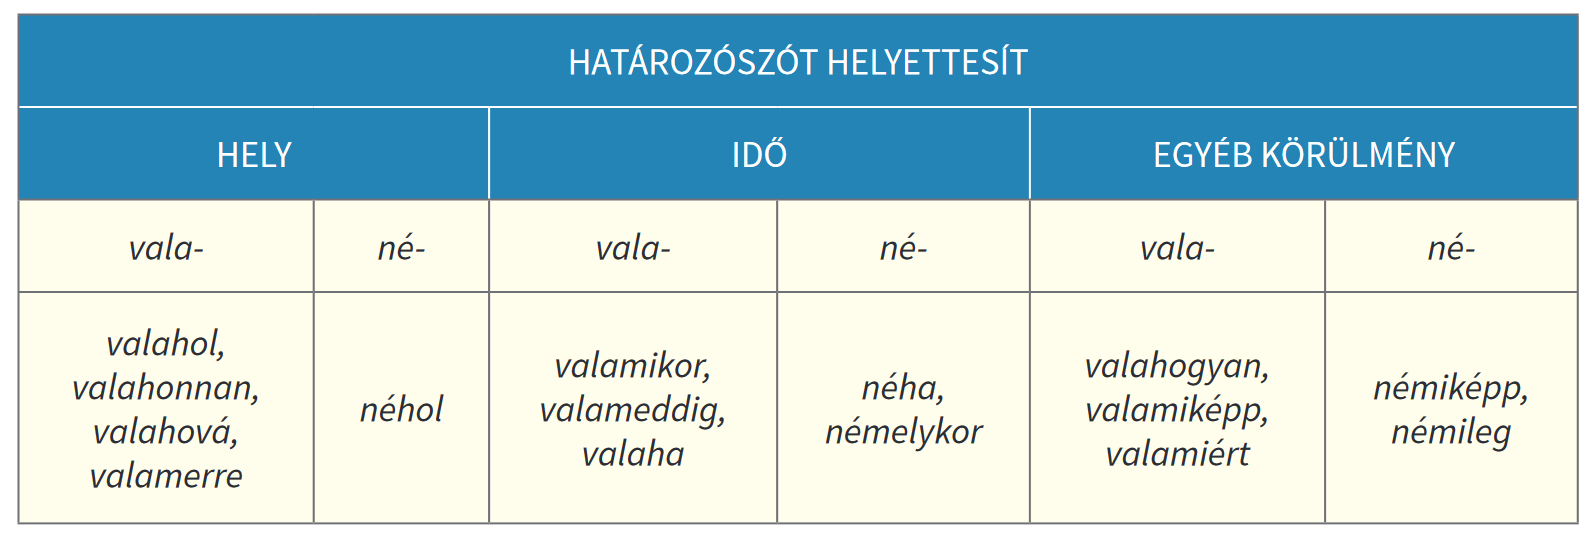 HATÁROZÓSZÓT HELYETTESÍT
HELY
IDŐ
EGYÉB KÖRÜLMÉNY
vala-
né-
vala-
né-
vala-
né-
valahol,
valahonnan,
valahová,
valamerre
néhol
valamikor,
valameddig,
valaha
néha,
némelykor
valahogyan,
valamiképp,
valamiért
némiképp,
némileg